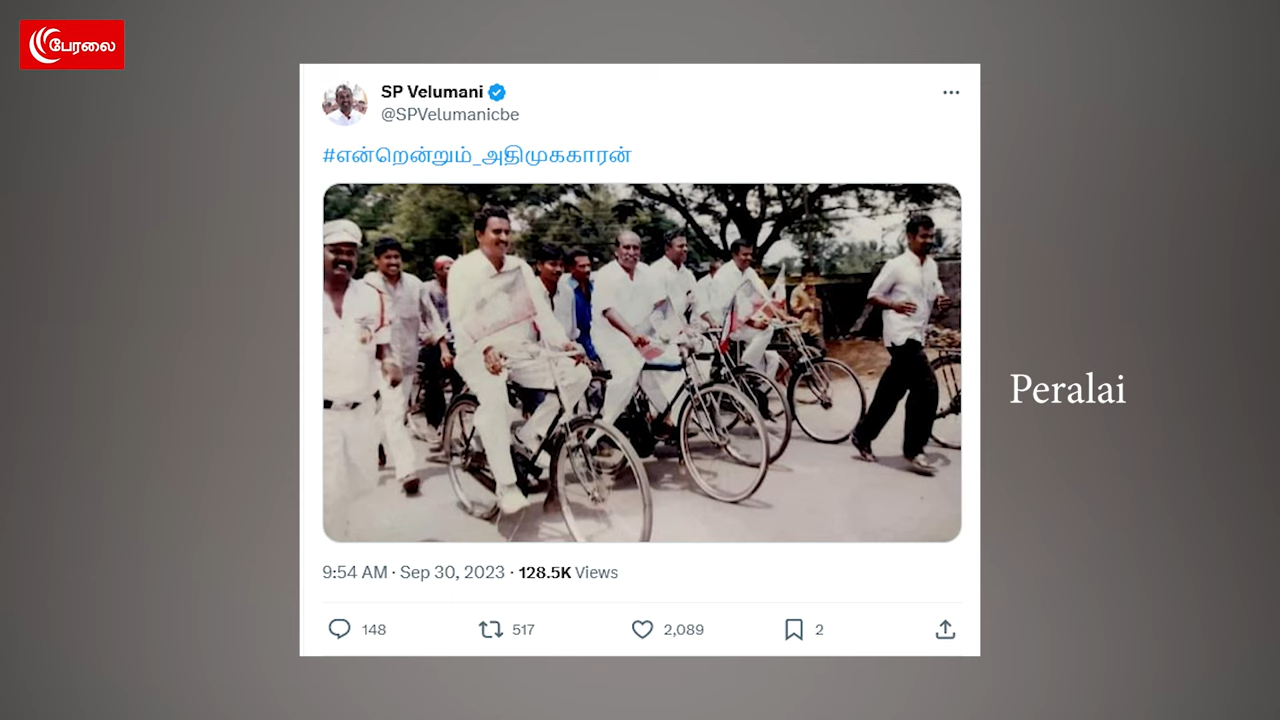 பேரலை
SP Velumani
@SPVelumanicbe
#என்றென்றும்_அதிமுககாரன்
Peralai
9:54 AM · Sep 30, 2023 · 128.5K Views
148 517 2,089 2